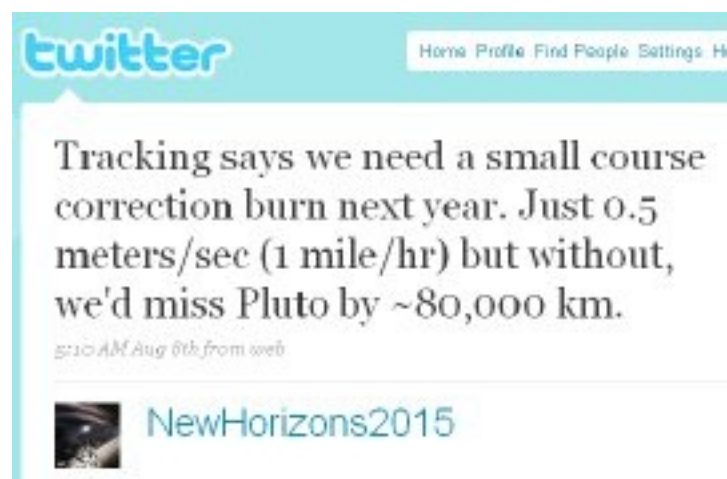 twitter
Home Profile Find People Settings
Tracking says we need a small course
correction burn next year. Just 0.5
meters/sec (1 mile/hr) but without,
we'd miss Pluto by ~80,000 km.
5:10 AM Aug 6th from web
NewHorizons2015